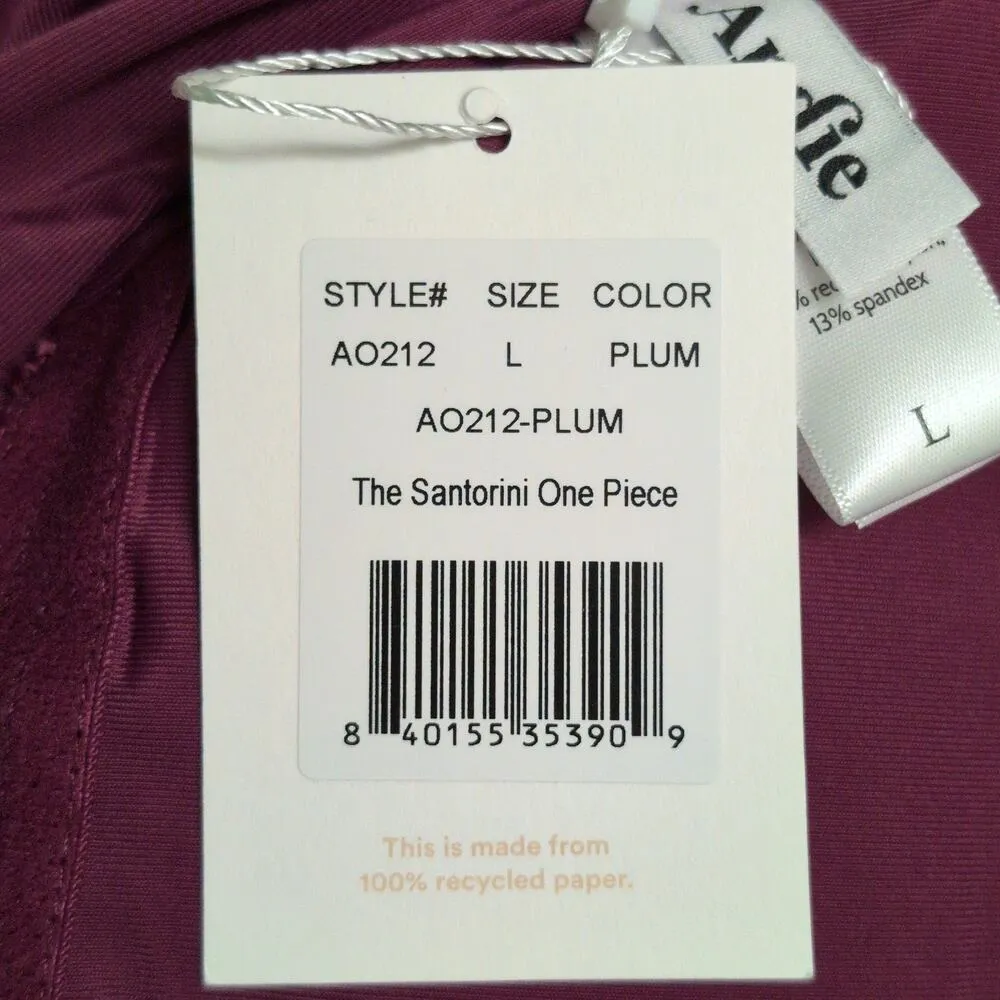 STYLE# SIZE COLOR
AO212 L PLUM
AO212-PLUM
The Santorini One Piece
8 40155 35390 9
This is made from
100% recycled paper.
13% spandex
L